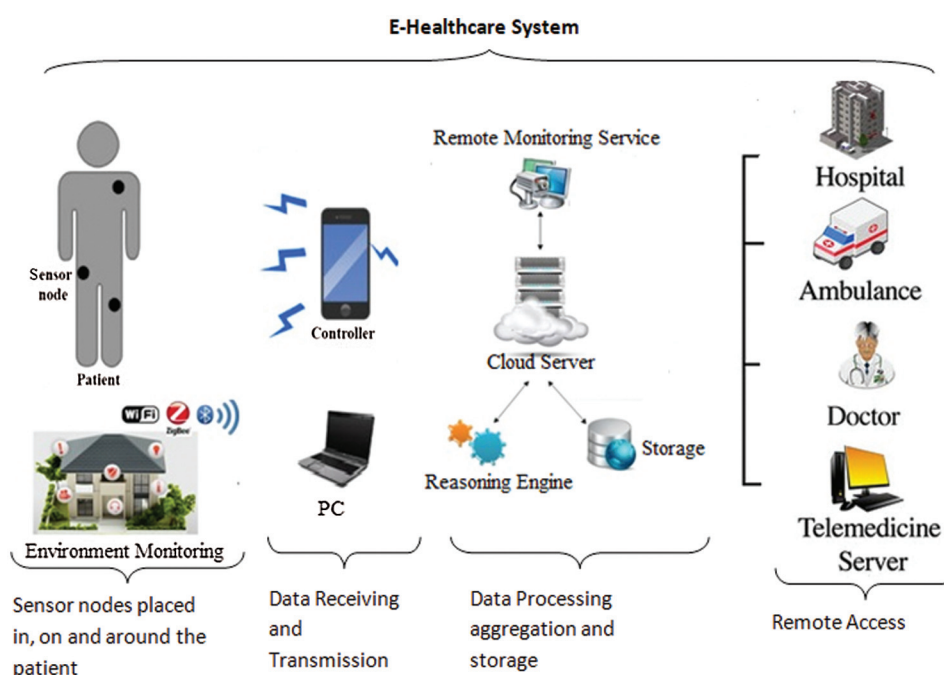 E-Healthcare System
Sensor
node
Patient
WiFi
ZigBee
Environment Monitoring
Sensor nodes placed
in, on and around the
patient
Controller
PC
Data Receiving
and
Transmission
Remote Monitoring Service
Cloud Server
Reasoning Engine
Storage
Data Processing
aggregation and
storage
Hospital
Ambulance
Doctor
Telemedicine
Server
Remote Access